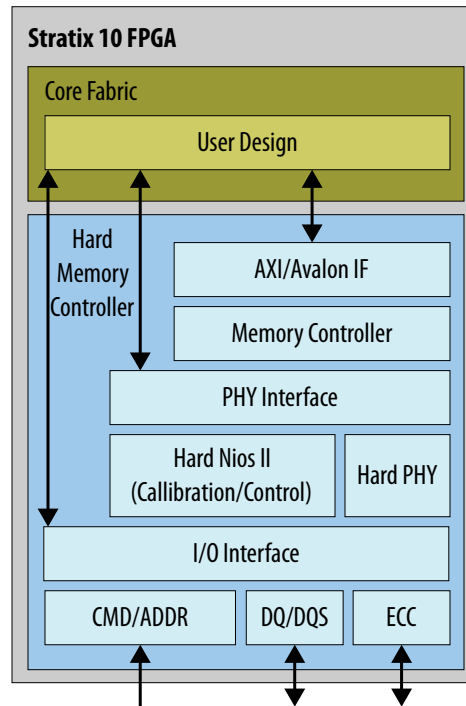 Stratix 10 FPGA
Core Fabric
User Design
Hard
Memory
Controller
AXI/Avalon IF
Memory Controller
PHY Interface
Hard Nios II
(Callibration/Control)
Hard PHY
I/O Interface
CMD/ADDR
DQ/DQS
ECC